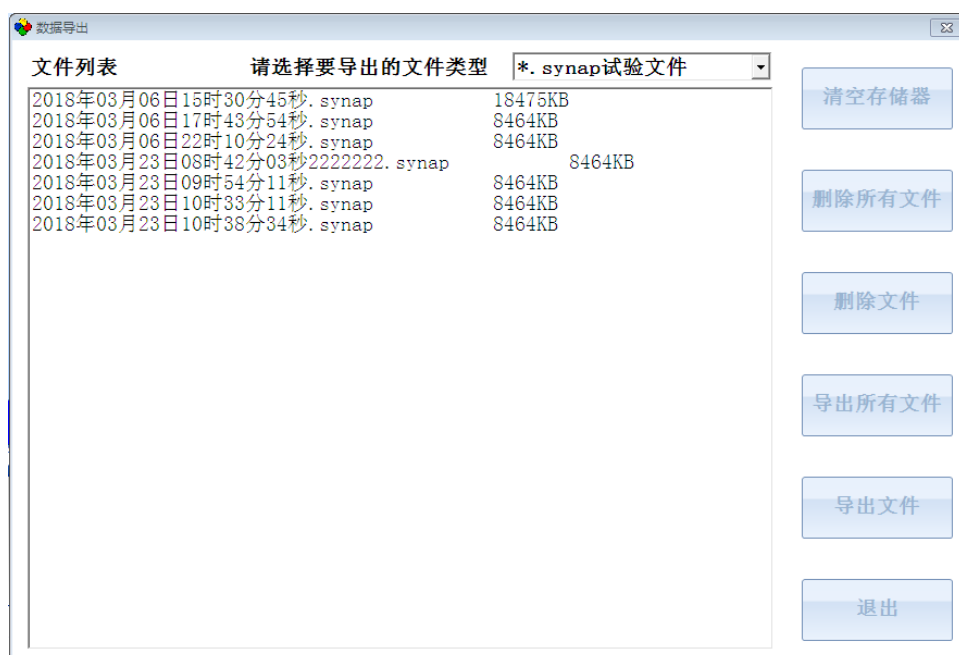 数据导出
文件列表 请选择要导出的文件类型 *.synap试验文件
2018年03月06日15时30分45秒.synap 18475KB
2018年03月06日17时43分54秒.synap 8464KB
2018年03月06日22时10分24秒.synap 8464KB
2018年03月23日08时42分03秒2222222.synap 8464KB
2018年03月23日09时54分11秒.synap 8464KB
2018年03月23日10时33分11秒.synap 8464KB
2018年03月23日10时38分34秒.synap 8464KB
清空存储器
删除所有文件
删除文件
导出所有文件
导出文件
退出